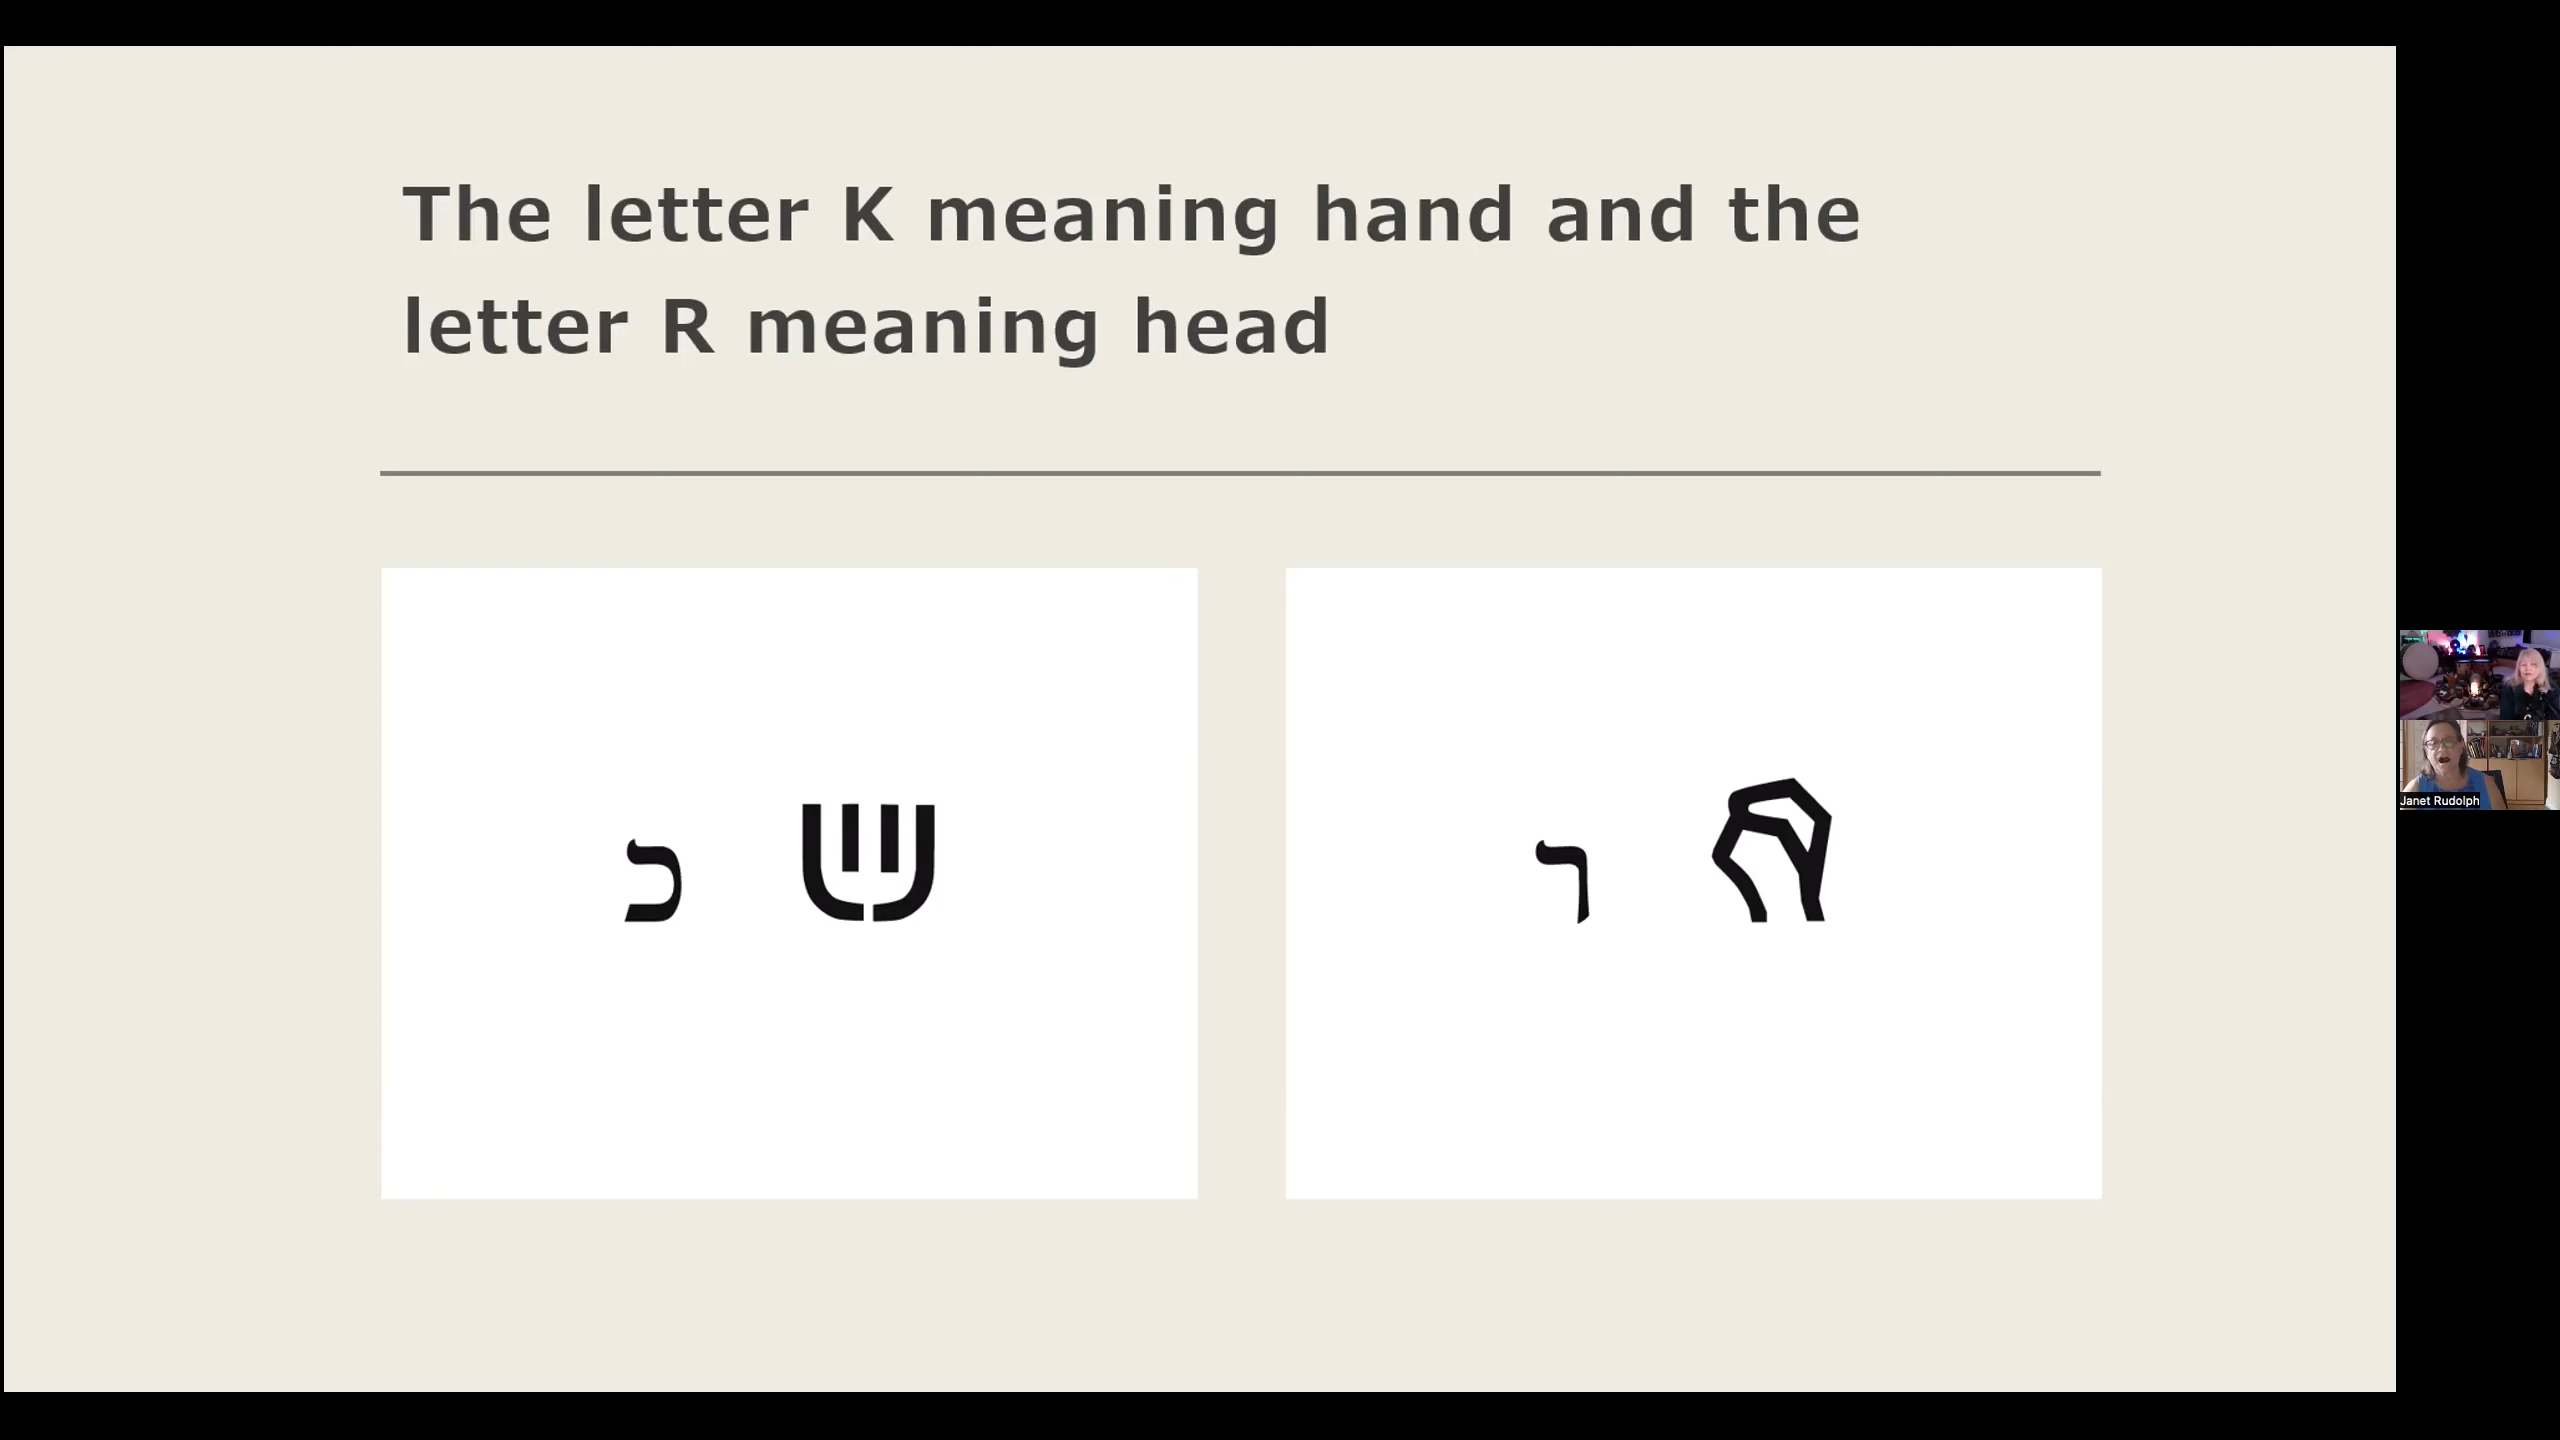 The letter K meaning hand and the
letter R meaning head
כ
ר
Janet Rudolph